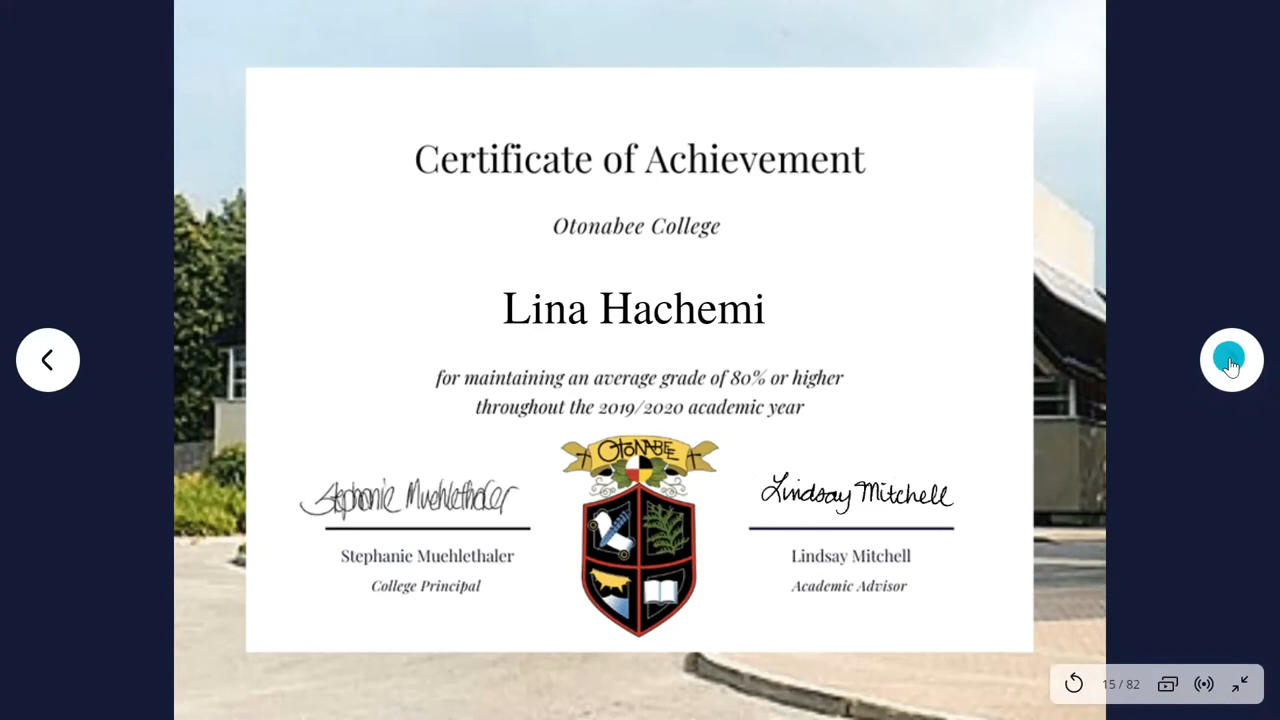 Certificate of Achievement
Otonabee College
Lina Hachemi
for maintaining an average grade of 80% or higher
throughout the 2019/2020 academic year
OToNABEE
Stephanie Muehlethaler
Lindsay Mitchell
Stephanie Muehlethaler
Lindsay Mitchell
College Principal
Academic Advisor
15 / 82